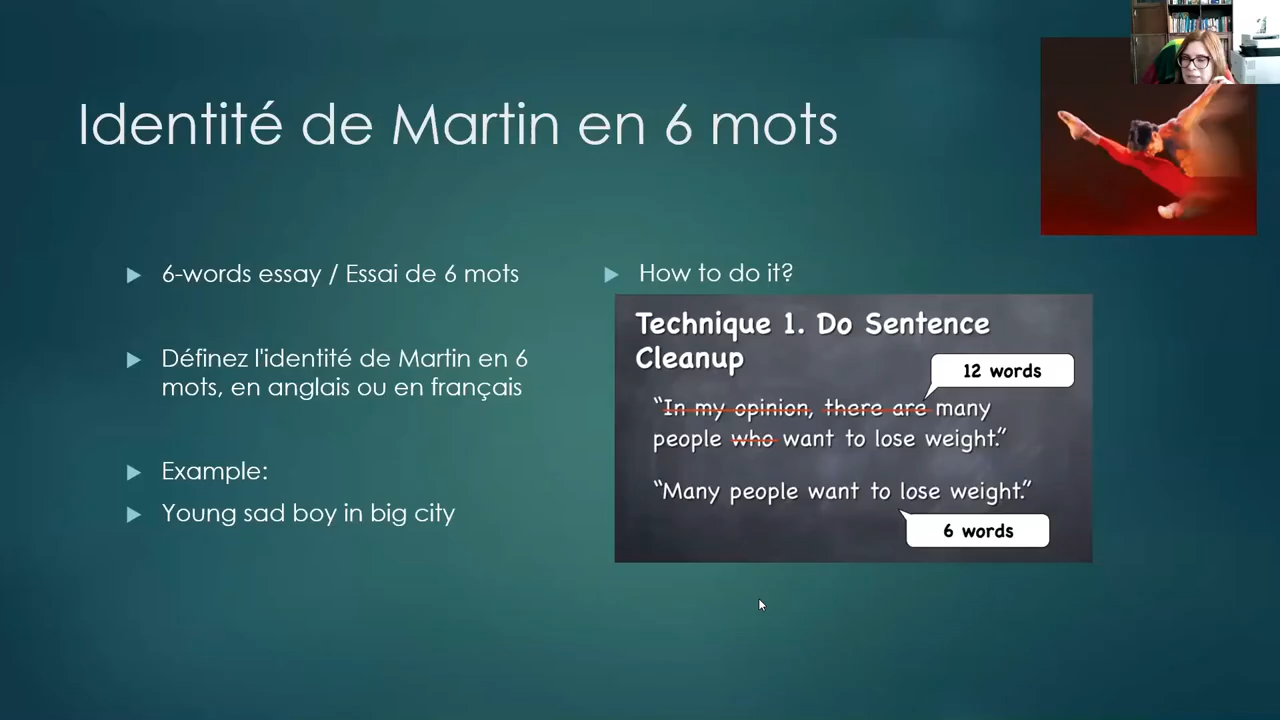 Identité de Martin en 6 mots
6-words essay / Essai de 6 mots
Définez l'identité de Martin en 6
mots, en anglais ou en français
Example:
Young sad boy in big city
How to do it?
Technique 1. Do Sentence
Cleanup
12 words
“In my opinion, there are many
people who want to lose weight.”
“Many people want to lose weight.”
6 words